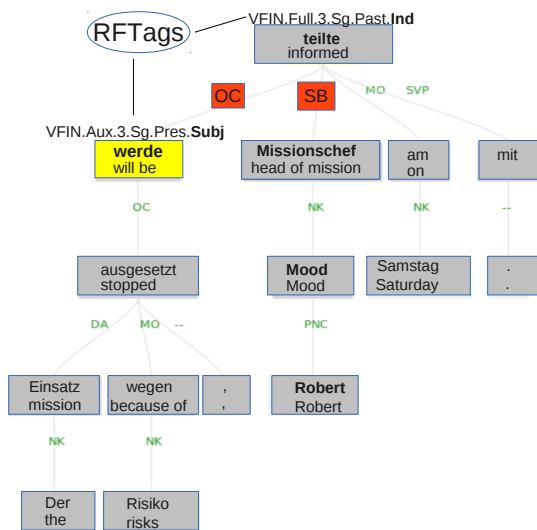 VFIN.Full.3.Sg.Past.Ind
RFTags
teilte
informed
OC
SB
MO
SVP
VFIN.Aux.3.Sg.Pres.Subj
werde
will be
Missionschef
head of mission
am
on
mit
OC
NK
NK
--
ausgesetzt
stopped
Mood
Mood
Samstag
Saturday
.
.
DA
MO
--
PNC
Einsatz
mission
wegen
because of
,
,
Robert
Robert
NK
NK
Der
the
Risiko
risks